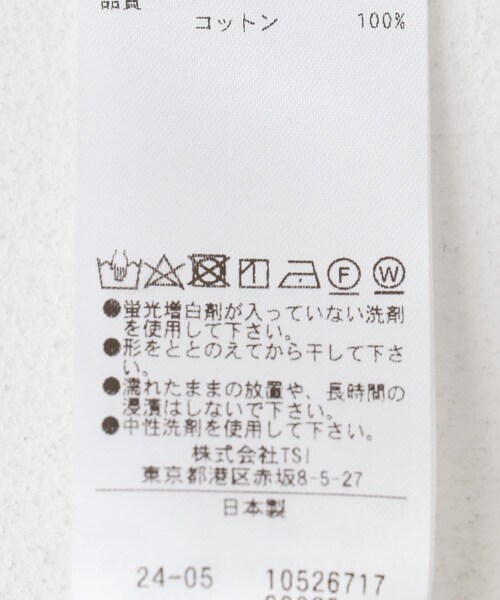 品質
コットン 100%
F W
●蛍光増白剤が入っていない洗剤
を使用して下さい。
●形をととのえてから干して下さ
い。
●濡れたままの放置や、長時間の
浸漬はしないで下さい。
●中性洗剤を使用して下さい。
株式会社TSI
東京都港区赤坂8-5-27
日本製
24-05 10526717